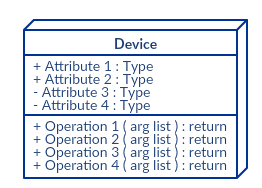 Device
+ Attribute 1 : Type
+ Attribute 2 : Type
- Attribute 3 : Type
- Attribute 4 : Type
+ Operation 1 ( arg list ) : return
+ Operation 2 ( arg list ) : return
+ Operation 3 ( arg list ) : return
+ Operation 4 ( arg list ) : return